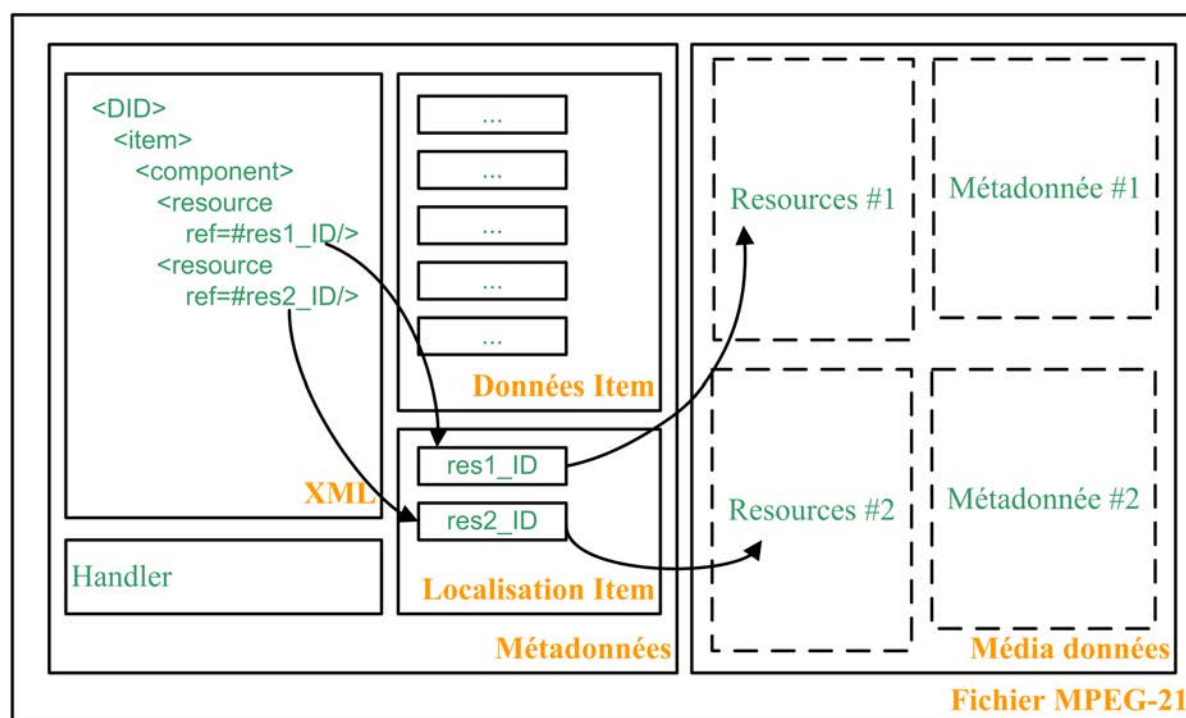 <DID>
<item>
<component>
<resource
ref=#res1_ID/>
<resource
ref=#res2_ID/>
XML
Handler
...
...
...
...
...
Données Item
res1_ID
res2_ID
Localisation Item
Métadonnées
Resources #1
Métadonnée #1
Resources #2
Métadonnée #2
Média données
Fichier MPEG-21